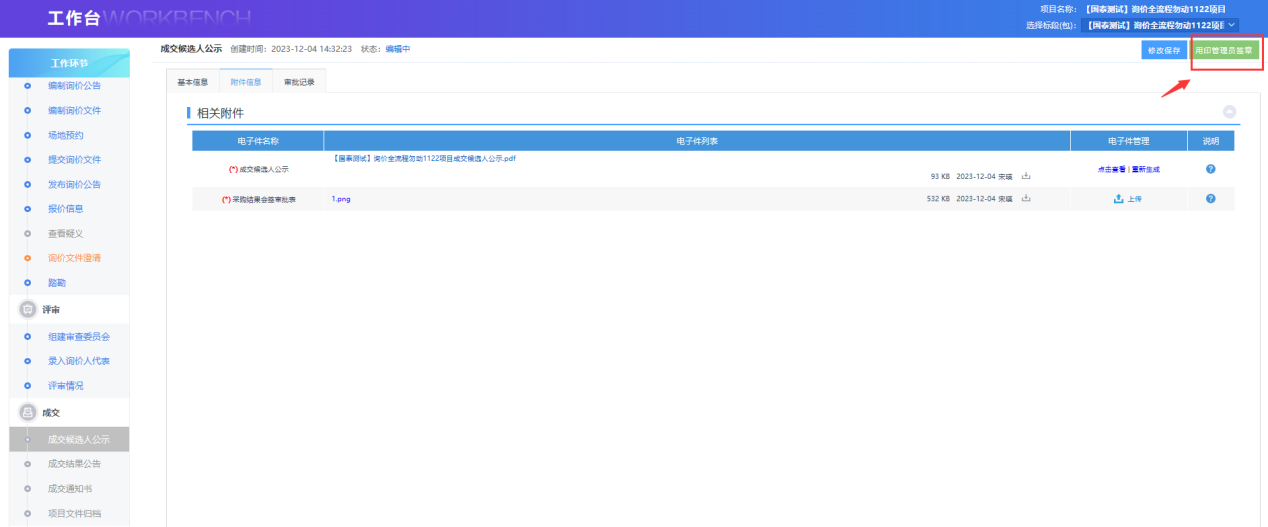 工作台WORKBENCH
项目名称: 【国泰测试】询价全流程勿动1122项目
选择标段(包): 【国泰测试】询价全流程勿动1122项目
成交候选人公示 创建时间: 2023-12-04 14:32:23 状态: 编辑中
修改保存 用印管理员签章
工作环节
编制询价公告
编制询价文件
场地预约
提交询价文件
发布询价公告
报价信息
查看疑义
询价文件澄清
踏勘
评审
组建审查委员会
录入询价人代表
评审情况
成交
成交候选人公示
成交结果公告
成交通知书
项目文件归档
基本信息 附件信息 审批记录
相关附件
电子件名称 电子件列表 电子件管理 说明
(*) 成交候选人公示 【国泰测试】询价全流程勿动1122项目成交候选人公示.pdf
93 KB 2023-12-04 宋瑶 点击查看 | 重新生成
(*) 采购结果会签审批表 1.png 532 KB 2023-12-04 宋瑶 上传